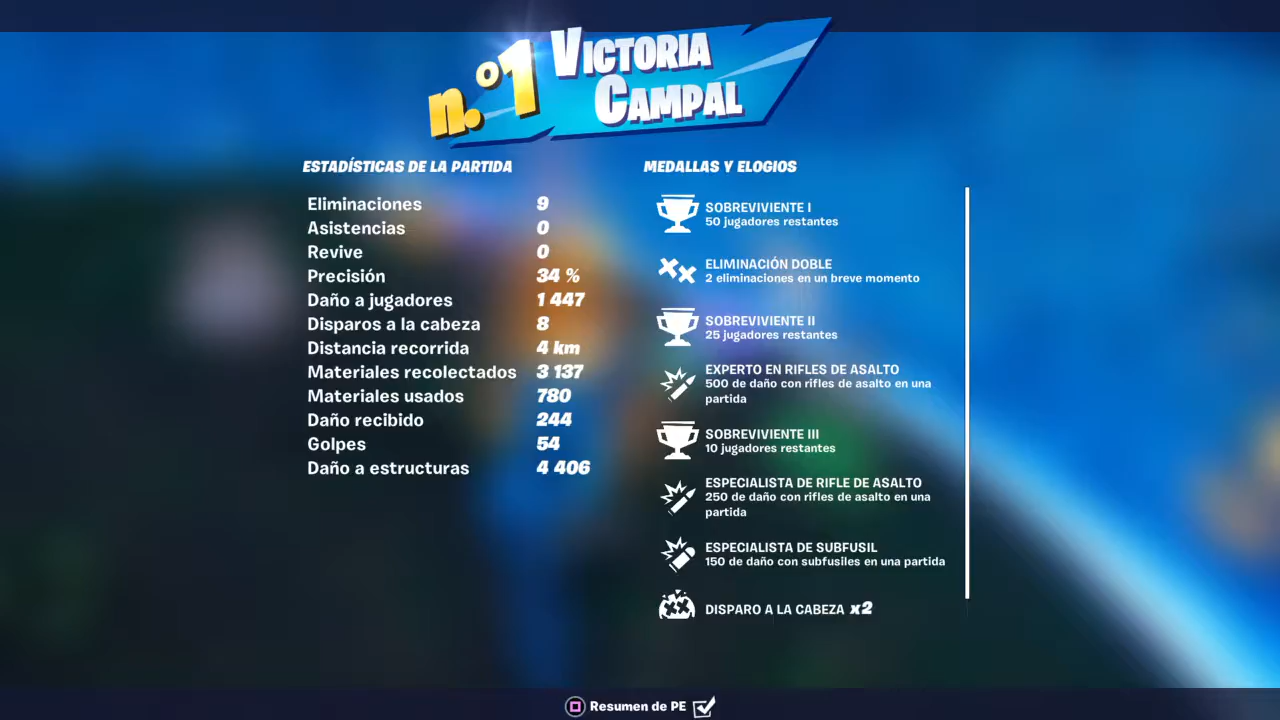 n.º1 VICTORIA
CAMPAL
ESTADÍSTICAS DE LA PARTIDA
Eliminaciones 9
Asistencias 0
Revive 0
Precisión 34 %
Daño a jugadores 1 447
Disparos a la cabeza 8
Distancia recorrida 4 km
Materiales recolectados 3 137
Materiales usados 780
Daño recibido 244
Golpes 54
Daño a estructuras 4 406
MEDALLAS Y ELOGIOS
SOBREVIVIENTE I
50 jugadores restantes
ELIMINACIÓN DOBLE
2 eliminaciones en un breve momento
SOBREVIVIENTE II
25 jugadores restantes
EXPERTO EN RIFLES DE ASALTO
500 de daño con rifles de asalto en una
partida
SOBREVIVIENTE III
10 jugadores restantes
ESPECIALISTA DE RIFLE DE ASALTO
250 de daño con rifles de asalto en una
partida
ESPECIALISTA DE SUBFUSIL
150 de daño con subfusiles en una partida
DISPARO A LA CABEZA x2
Resumen de PE